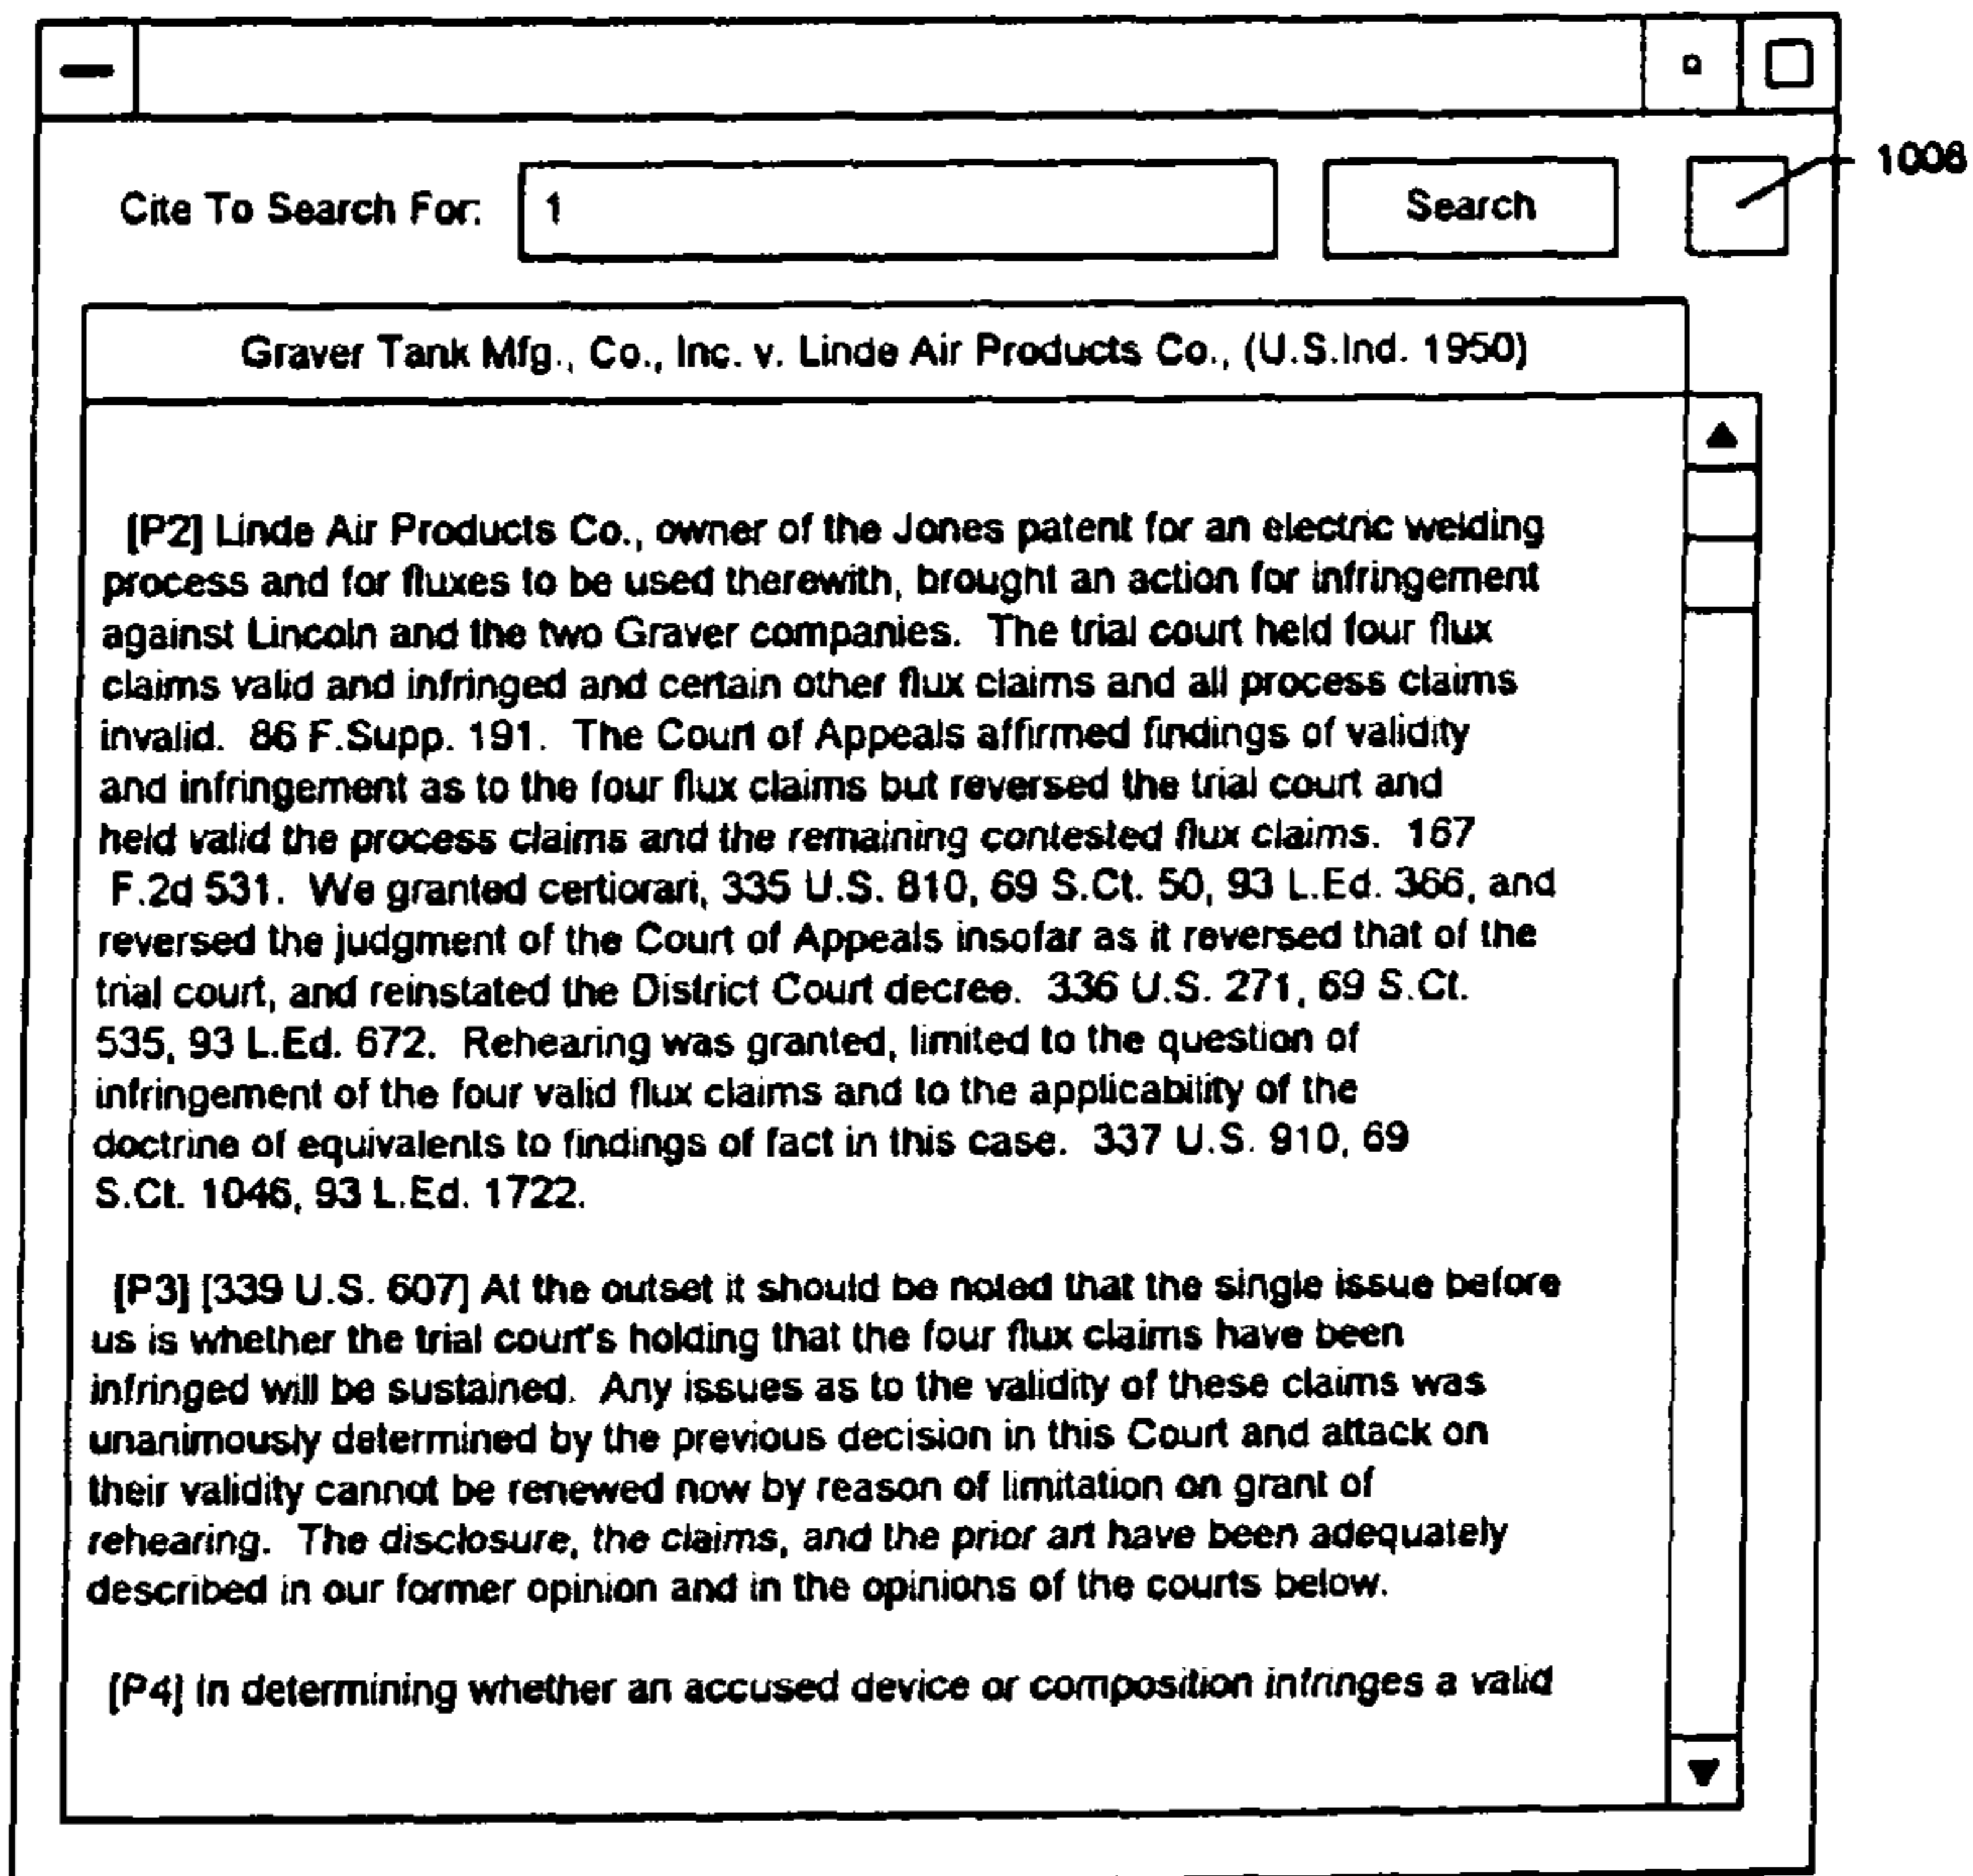 1008
Cite To Search For:
1
Search
Graver Tank Mfg., Co., Inc. v. Linde Air Products Co., (U.S.Ind. 1950)
[P2] Linde Air Products Co., owner of the Jones patent for an electric welding
process and for fluxes to be used therewith, brought an action for infringement
against Lincoln and the two Graver companies. The trial court held four flux
claims valid and infringed and certain other flux claims and all process claims
invalid. 86 F.Supp. 191. The Court of Appeals affirmed findings of validity
and infringement as to the four flux claims but reversed the trial court and
held valid the process claims and the remaining contested flux claims. 167
F.2d 531. We granted certiorari, 335 U.S. 810, 69 S.Ct. 50, 93 L.Ed. 366, and
reversed the judgment of the Court of Appeals insofar as it reversed that of the
trial court, and reinstated the District Court decree. 336 U.S. 271, 69 S.Ct.
535, 93 L.Ed. 672. Rehearing was granted, limited to the question of
infringement of the four valid flux claims and to the applicability of the
doctrine of equivalents to findings of fact in this case. 337 U.S. 910, 69
S.Ct. 1046, 93 L.Ed. 1722.
[P3] [339 U.S. 607] At the outset it should be noted that the single issue before
us is whether the trial court's holding that the four flux claims have been
infringed will be sustained. Any issues as to the validity of these claims was
unanimously determined by the previous decision in this Court and attack on
their validity cannot be renewed now by reason of limitation on grant of
rehearing. The disclosure, the claims, and the prior art have been adequately
described in our former opinion and in the opinions of the courts below.
[P4] In determining whether an accused device or composition infringes a valid